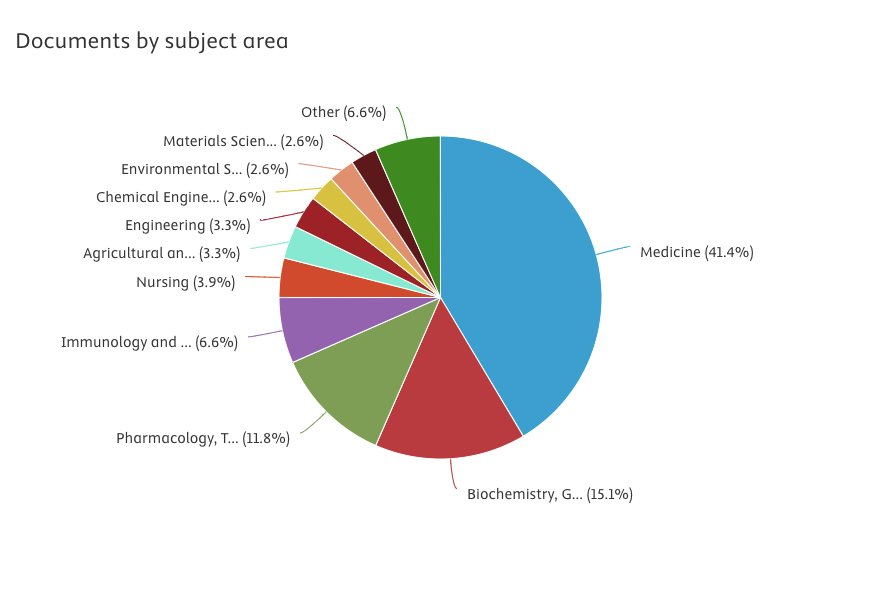 Documents by subject area
Other (6.6%)
Materials Scien... (2.6%)
Environmental S... (2.6%)
Chemical Engine... (2.6%)
Engineering (3.3%)
Agricultural an... (3.3%)
Nursing (3.9%)
Immunology and ... (6.6%)
Pharmacology, T... (11.8%)
Biochemistry, G... (15.1%)
Medicine (41.4%)